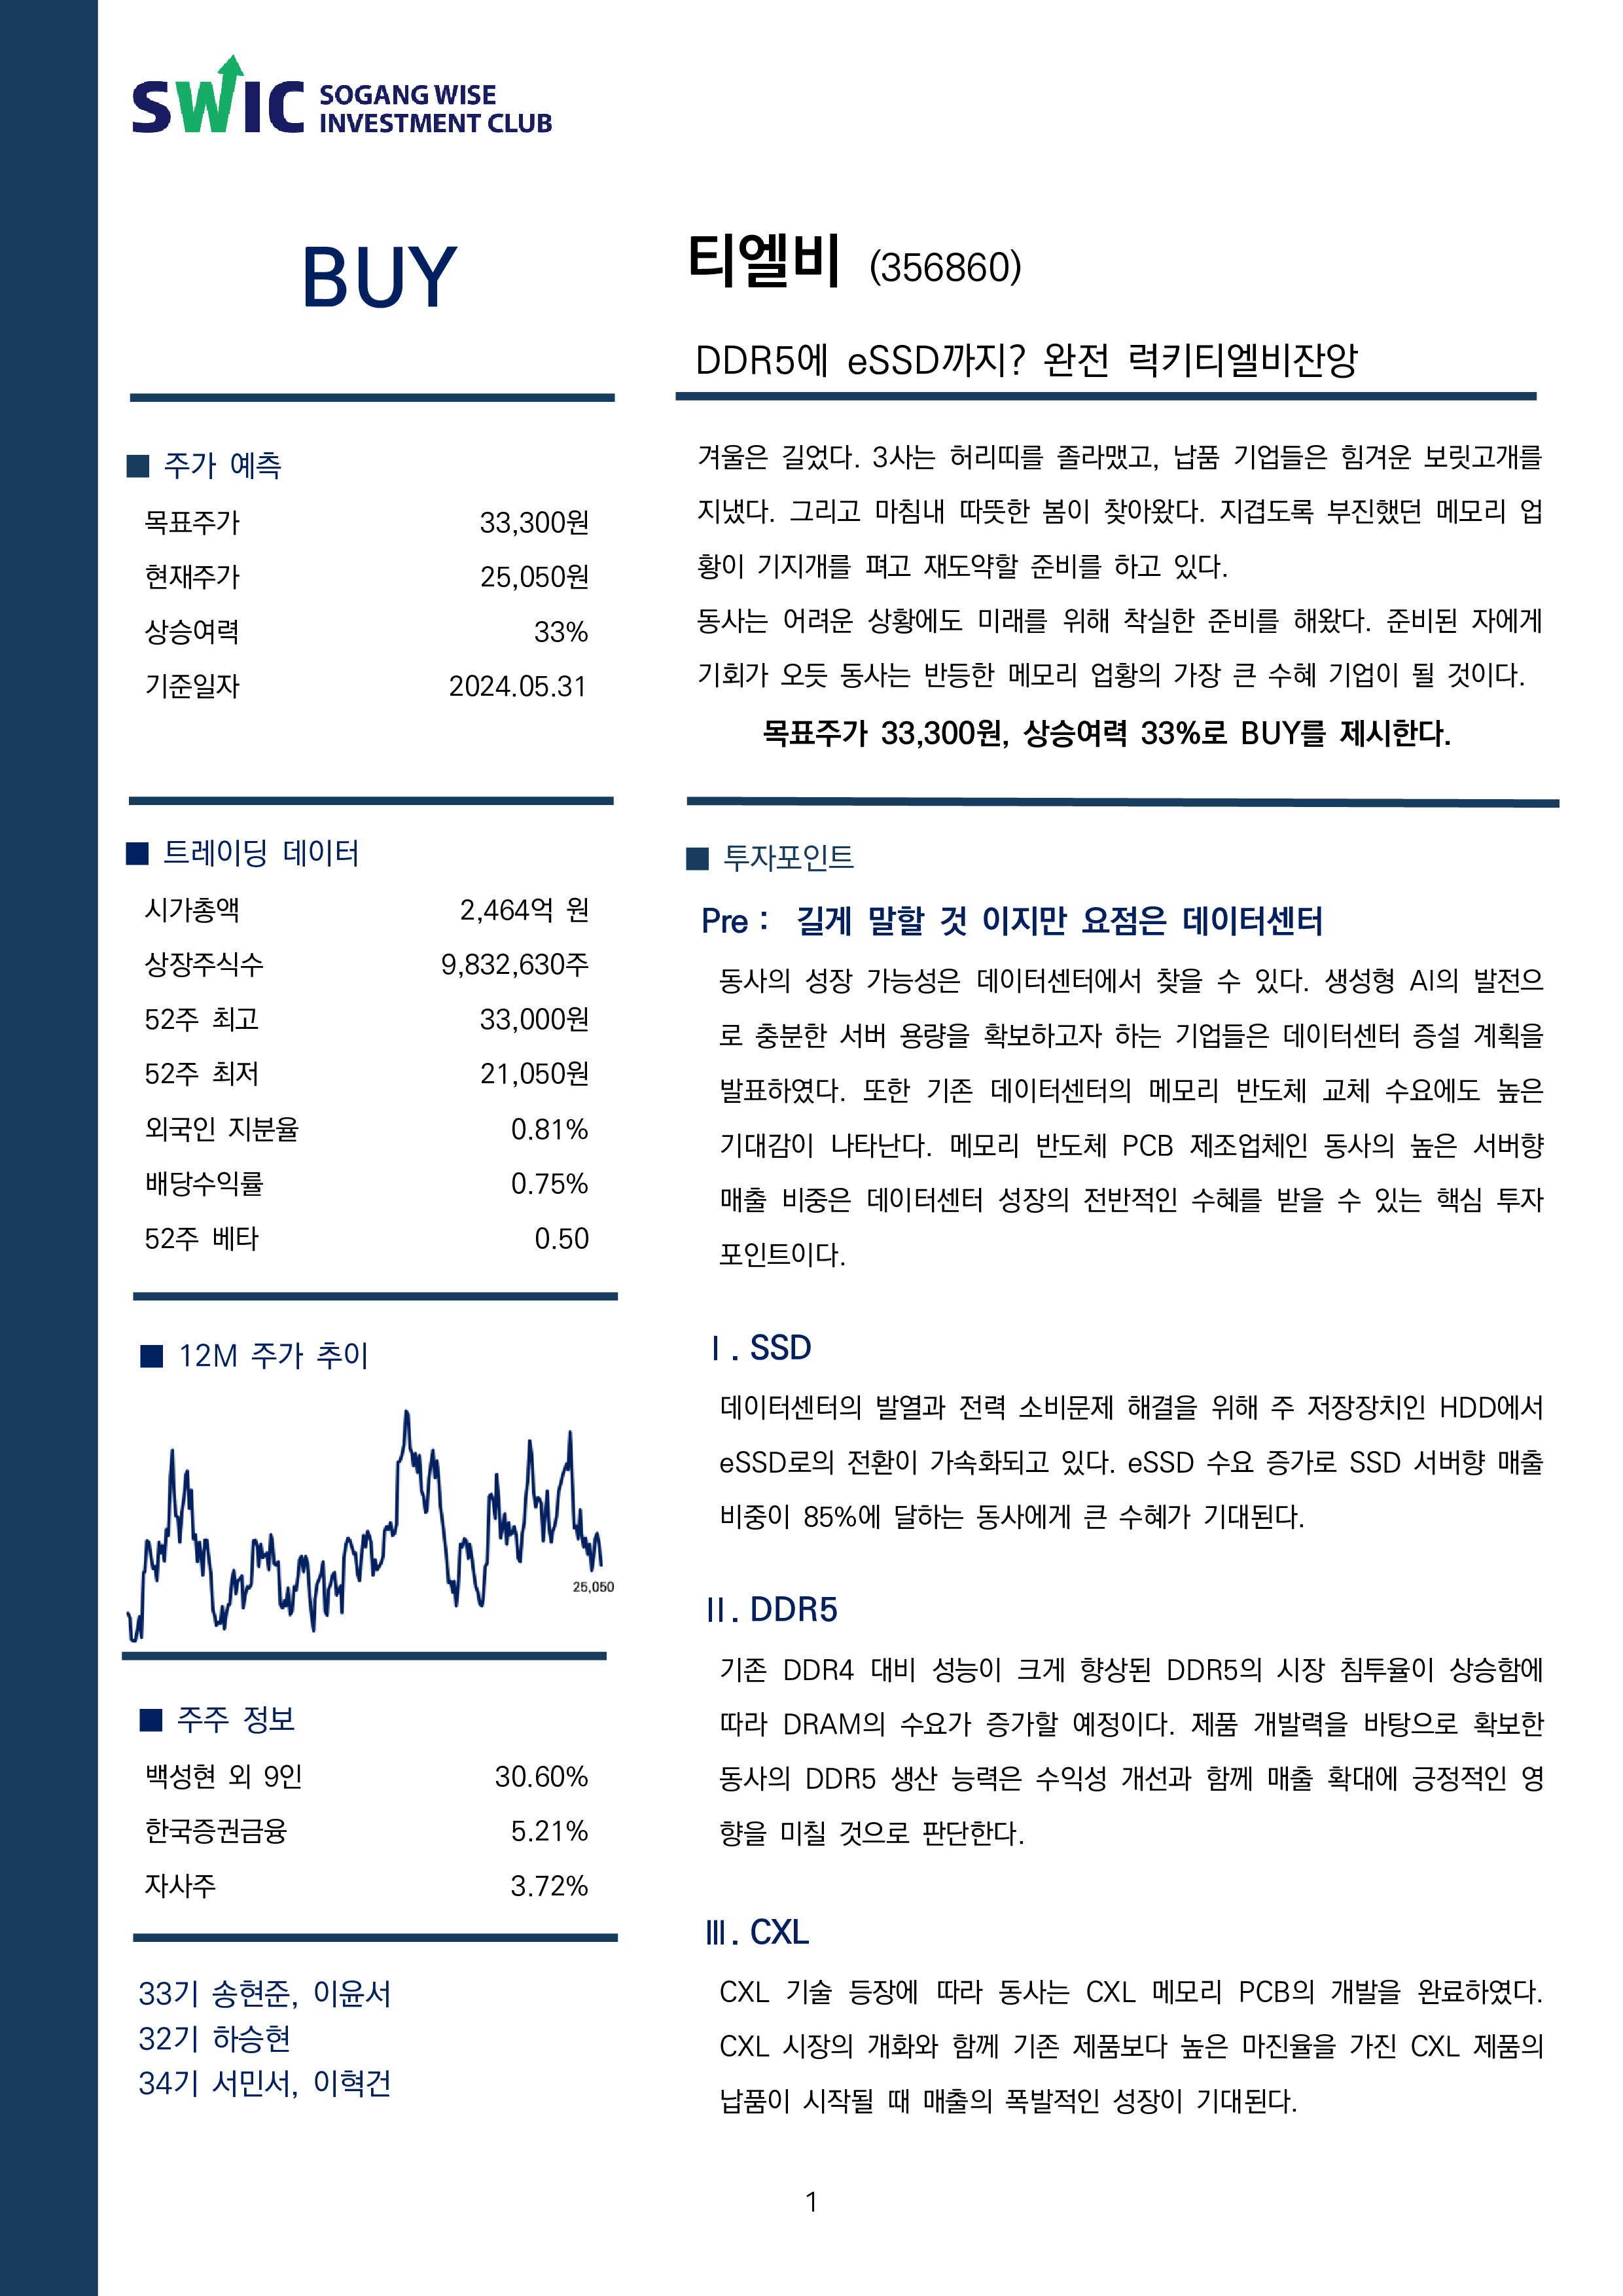 SWIC SOGANG WISE
INVESTMENT CLUB
BUY
티엘비 (356860)
DDR5에 eSSD까지? 완전 럭키티엘비잔앙
■ 주가 예측
목표주가 33,300원
현재주가 25,050원
상승여력 33%
기준일자 2024.05.31
겨울은 길었다. 3사는 허리띠를 졸라맸고, 납품 기업들은 힘겨운 보릿고개를
지냈다. 그리고 마침내 따뜻한 봄이 찾아왔다. 지겹도록 부진했던 메모리 업
황이 기지개를 펴고 재도약할 준비를 하고 있다.
동사는 어려운 상황에도 미래를 위해 착실한 준비를 해왔다. 준비된 자에게
기회가 오듯 동사는 반등한 메모리 업황의 가장 큰 수혜 기업이 될 것이다.
목표주가 33,300원, 상승여력 33%로 BUY를 제시한다.
■ 트레이딩 데이터
시가총액 2,464억 원
상장주식수 9,832,630주
52주 최고 33,000원
52주 최저 21,050원
외국인 지분율 0.81%
배당수익률 0.75%
52주 베타 0.50
■ 12M 주가 추이
25,050
■ 주주 정보
백성현 외 9인 30.60%
한국증권금융 5.21%
자사주 3.72%
33기 송현준, 이윤서
32기 하승현
34기 서민서, 이혁건
■ 투자포인트
Pre : 길게 말할 것 이지만 요점은 데이터센터
동사의 성장 가능성은 데이터센터에서 찾을 수 있다. 생성형 AI의 발전으
로 충분한 서버 용량을 확보하고자 하는 기업들은 데이터센터 증설 계획을
발표하였다. 또한 기존 데이터센터의 메모리 반도체 교체 수요에도 높은
기대감이 나타난다. 메모리 반도체 PCB 제조업체인 동사의 높은 서버향
매출 비중은 데이터센터 성장의 전반적인 수혜를 받을 수 있는 핵심 투자
포인트이다.
Ⅰ. SSD
데이터센터의 발열과 전력 소비문제 해결을 위해 주 저장장치인 HDD에서
eSSD로의 전환이 가속화되고 있다. eSSD 수요 증가로 SSD 서버향 매출
비중이 85%에 달하는 동사에게 큰 수혜가 기대된다.
Ⅱ. DDR5
기존 DDR4 대비 성능이 크게 향상된 DDR5의 시장 침투율이 상승함에
따라 DRAM의 수요가 증가할 예정이다. 제품 개발력을 바탕으로 확보한
동사의 DDR5 생산 능력은 수익성 개선과 함께 매출 확대에 긍정적인 영
향을 미칠 것으로 판단한다.
Ⅲ. CXL
CXL 기술 등장에 따라 동사는 CXL 메모리 PCB의 개발을 완료하였다.
CXL 시장의 개화와 함께 기존 제품보다 높은 마진율을 가진 CXL 제품의
납품이 시작될 때 매출의 폭발적인 성장이 기대된다.
1